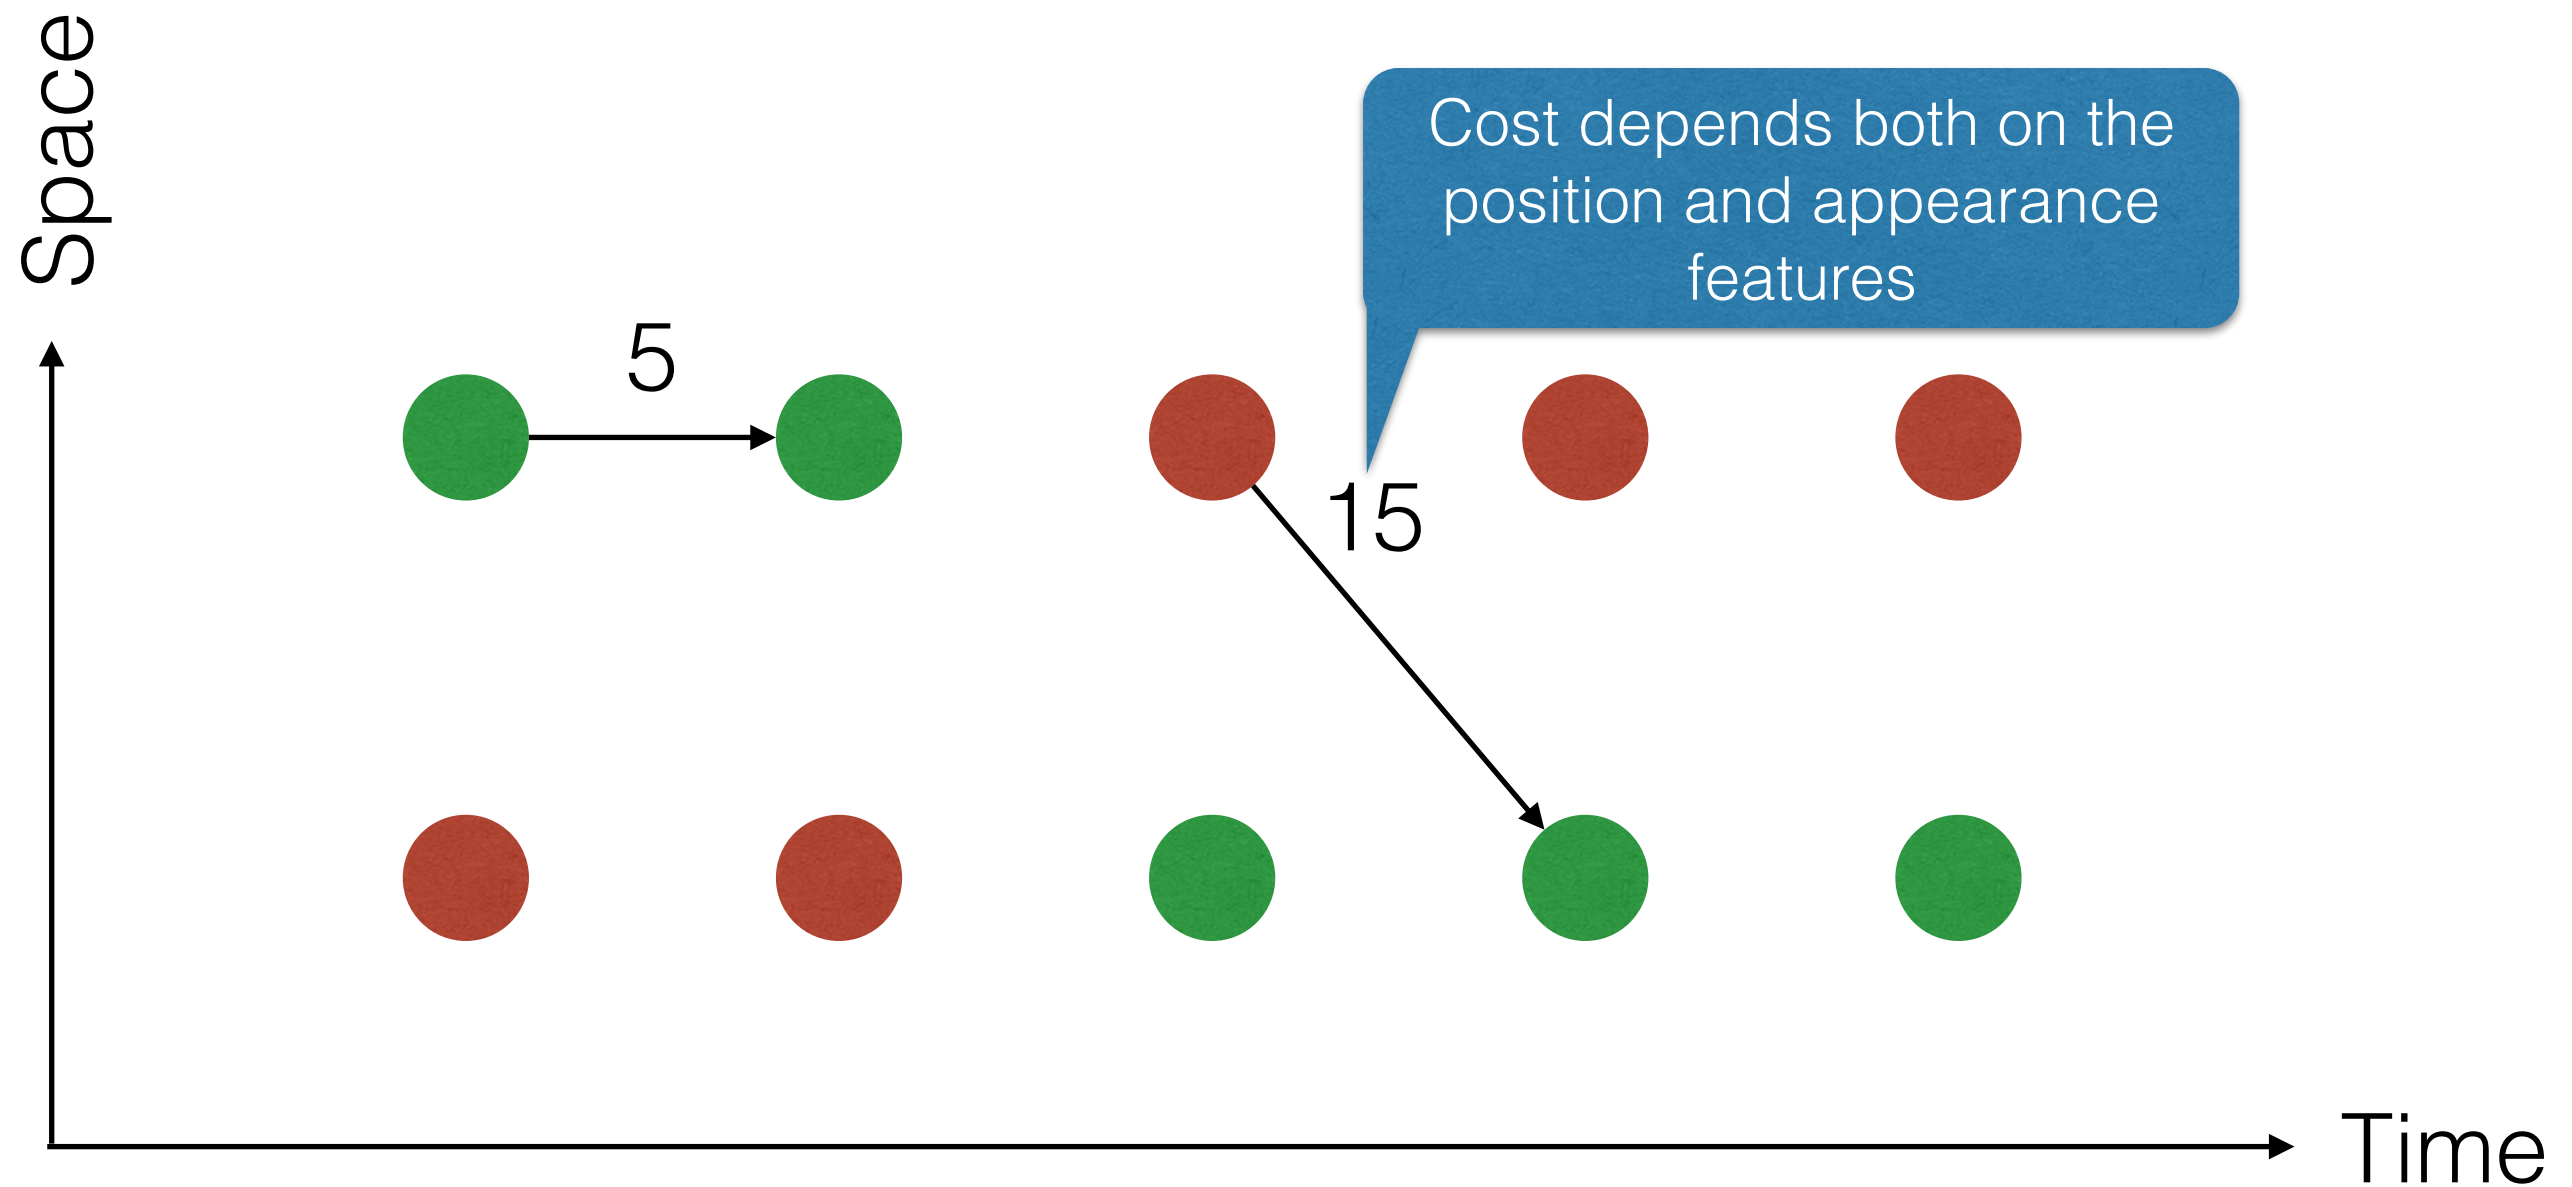 Space
Cost depends both on the
position and appearance
features
5
15
Time